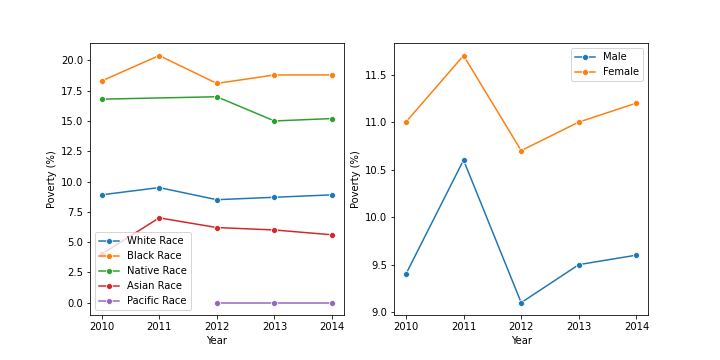 20.0
17.5
15.0
12.5
10.0
7.5
5.0
2.5
0.0
Poverty (%)
White Race
Black Race
Native Race
Asian Race
Pacific Race
2010 2011 2012 2013 2014
Year
11.5
11.0
10.5
10.0
9.5
9.0
Poverty (%)
Male
Female
2010 2011 2012 2013 2014
Year